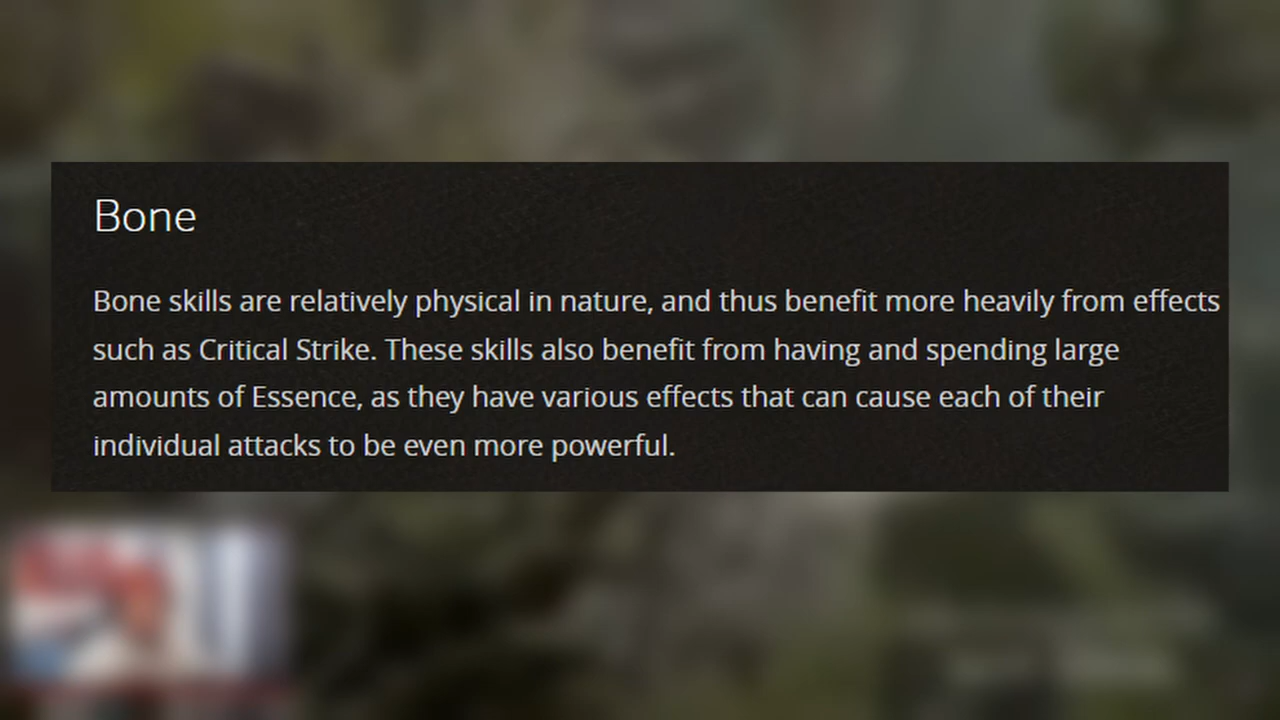 Bone
Bone skills are relatively physical in nature, and thus benefit more heavily from effects
such as Critical Strike. These skills also benefit from having and spending large
amounts of Essence, as they have various effects that can cause each of their
individual attacks to be even more powerful.